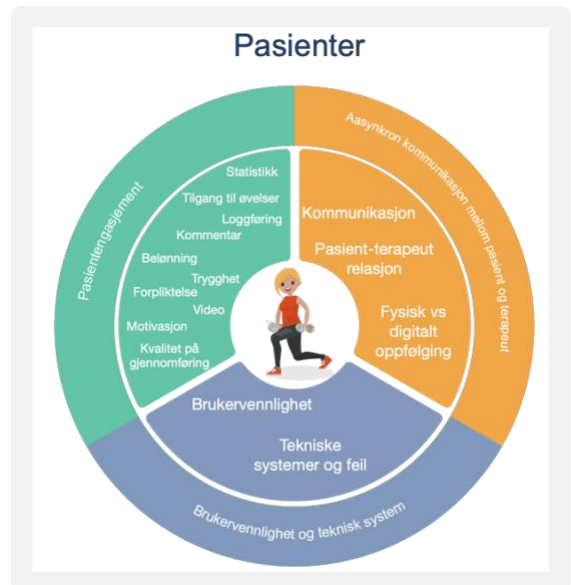 Pasienter
Pasientengasjement
Statistikk
Tilgang til øvelser
Loggføring
Kommentar
Belønning
Trygghet
Forpliktelse
Video
Motivasjon
Kvalitet på
gjennomføring
Aasynkron kommunikasjon mellom pasient og terapeut
Kommunikasjon
Pasient-terapeut
relasjon
Fysisk vs
digitalt
oppfølging
Brukervennlighet
Tekniske
systemer og feil
Brukervennlighet og teknisk system